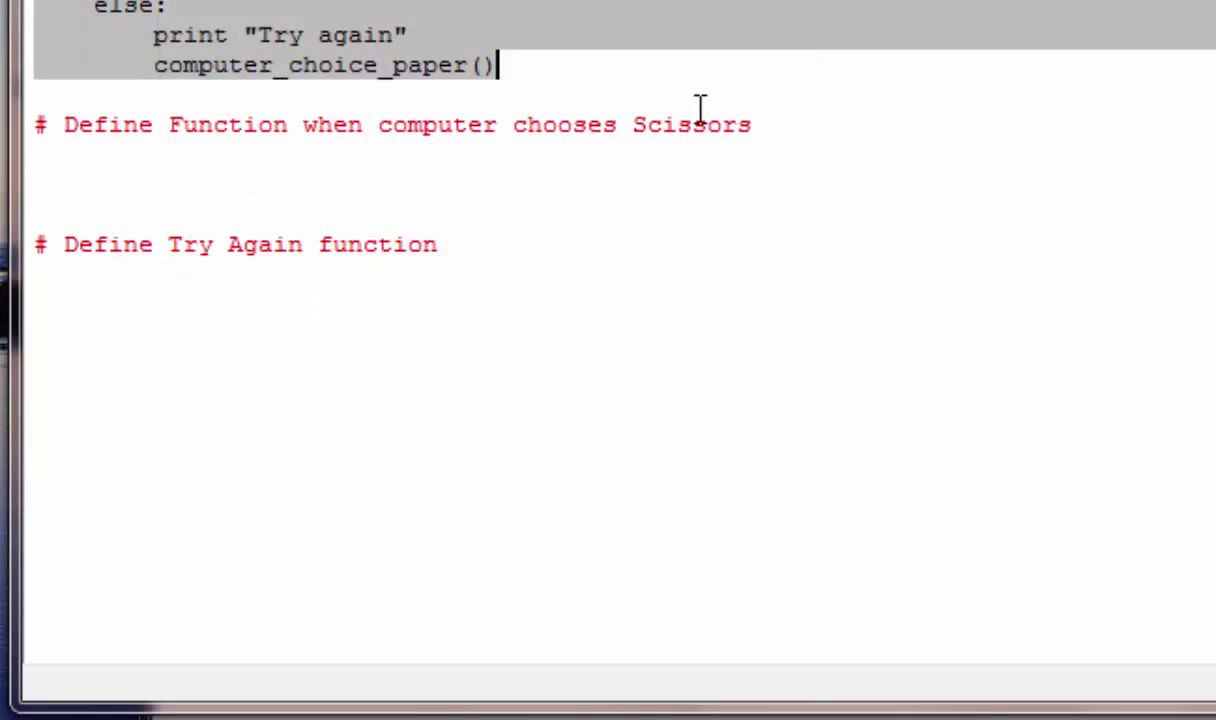 else:
print "Try again"
computer_choice_paper()
# Define Function when computer chooses Scissors
# Define Try Again function